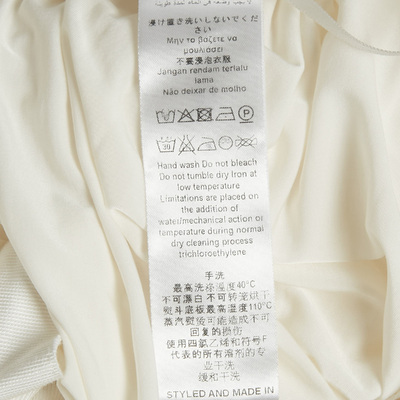 浸け置き洗いしないでくだ
さい
Μην το βάζετε να
μουλιάσει
不要浸泡衣服
Jangan rendam terlalu
lama
Não deixar de molho
P
30
Hand wash Do not bleach
Do not tumble dry Iron at
low temperature
Limitations are placed on
the addition of
water/mechanical action or
temperature during normal
dry cleaning process
trichloroethylene
手洗
最高洗涤温度40°C
不可漂白 不可转笼烘干
熨斗底板最高温度110°C
蒸汽熨烫可能造成不可
回复的损伤
使用四氯乙烯和符号F
代表的所有溶剂的专
业干洗
缓和干洗
STYLED AND MADE IN